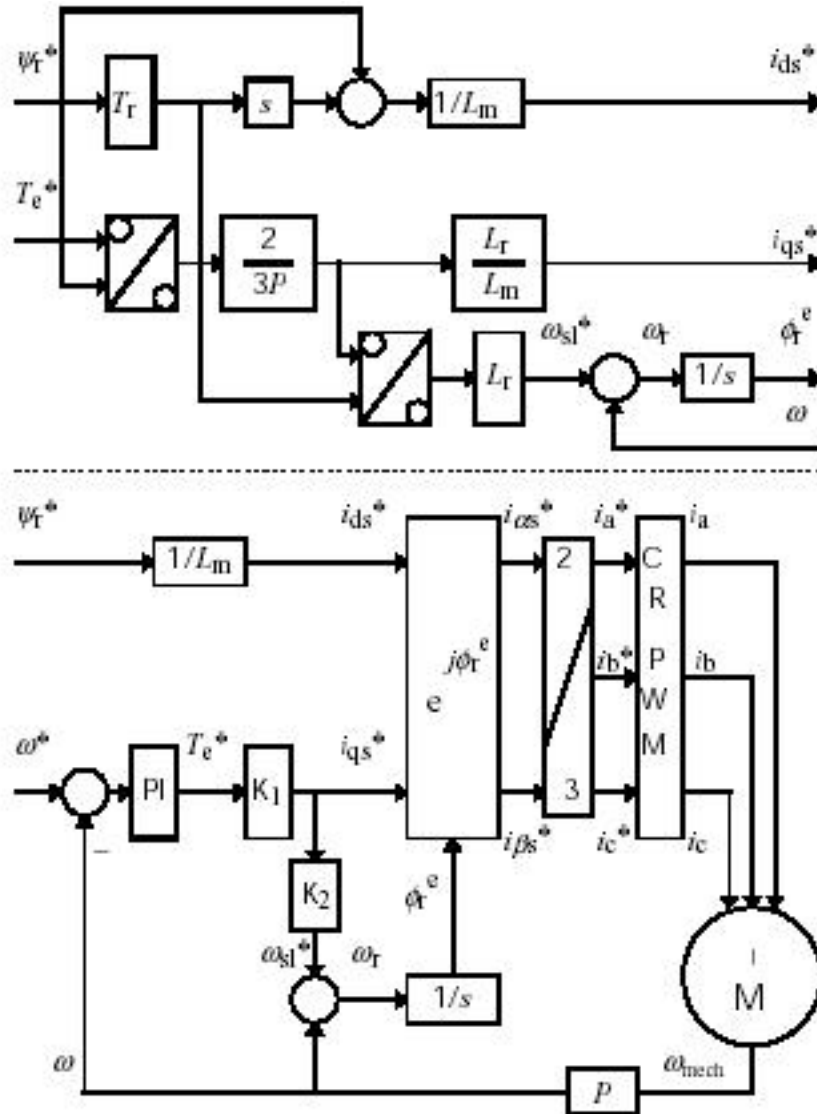 ψr* ids*
Tr s 1/Lm
Te*
2/3P Lr/Lm iqs*
ωsl* ωr ϕr^e
Lr 1/s
ω
ψr* ids* iαs* ia* ia
1/Lm 2 C
R
jϕr^e ib* P ib
e W
ω* Te* iqs* M
PI K1 3
− iβs* ic* ic
K2 ϕr^e
ωsl* ωr
1/s I
M
ω P ωmech